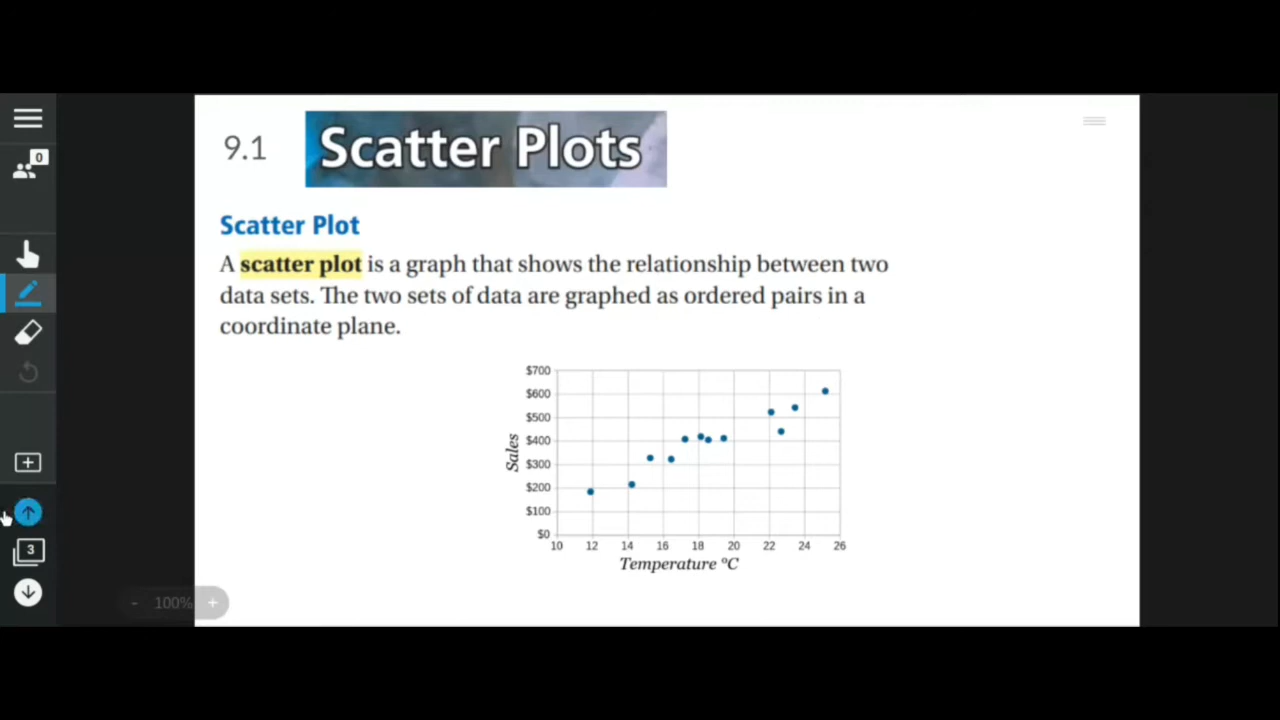 0
9.1
Scatter Plots
Scatter Plot
A scatter plot is a graph that shows the relationship between two
data sets. The two sets of data are graphed as ordered pairs in a
coordinate plane.
$700
$600
$500
$400
$300
$200
$100
$0
Sales
10 12 14 16 18 20 22 24 26
Temperature °C
3
- 100% +